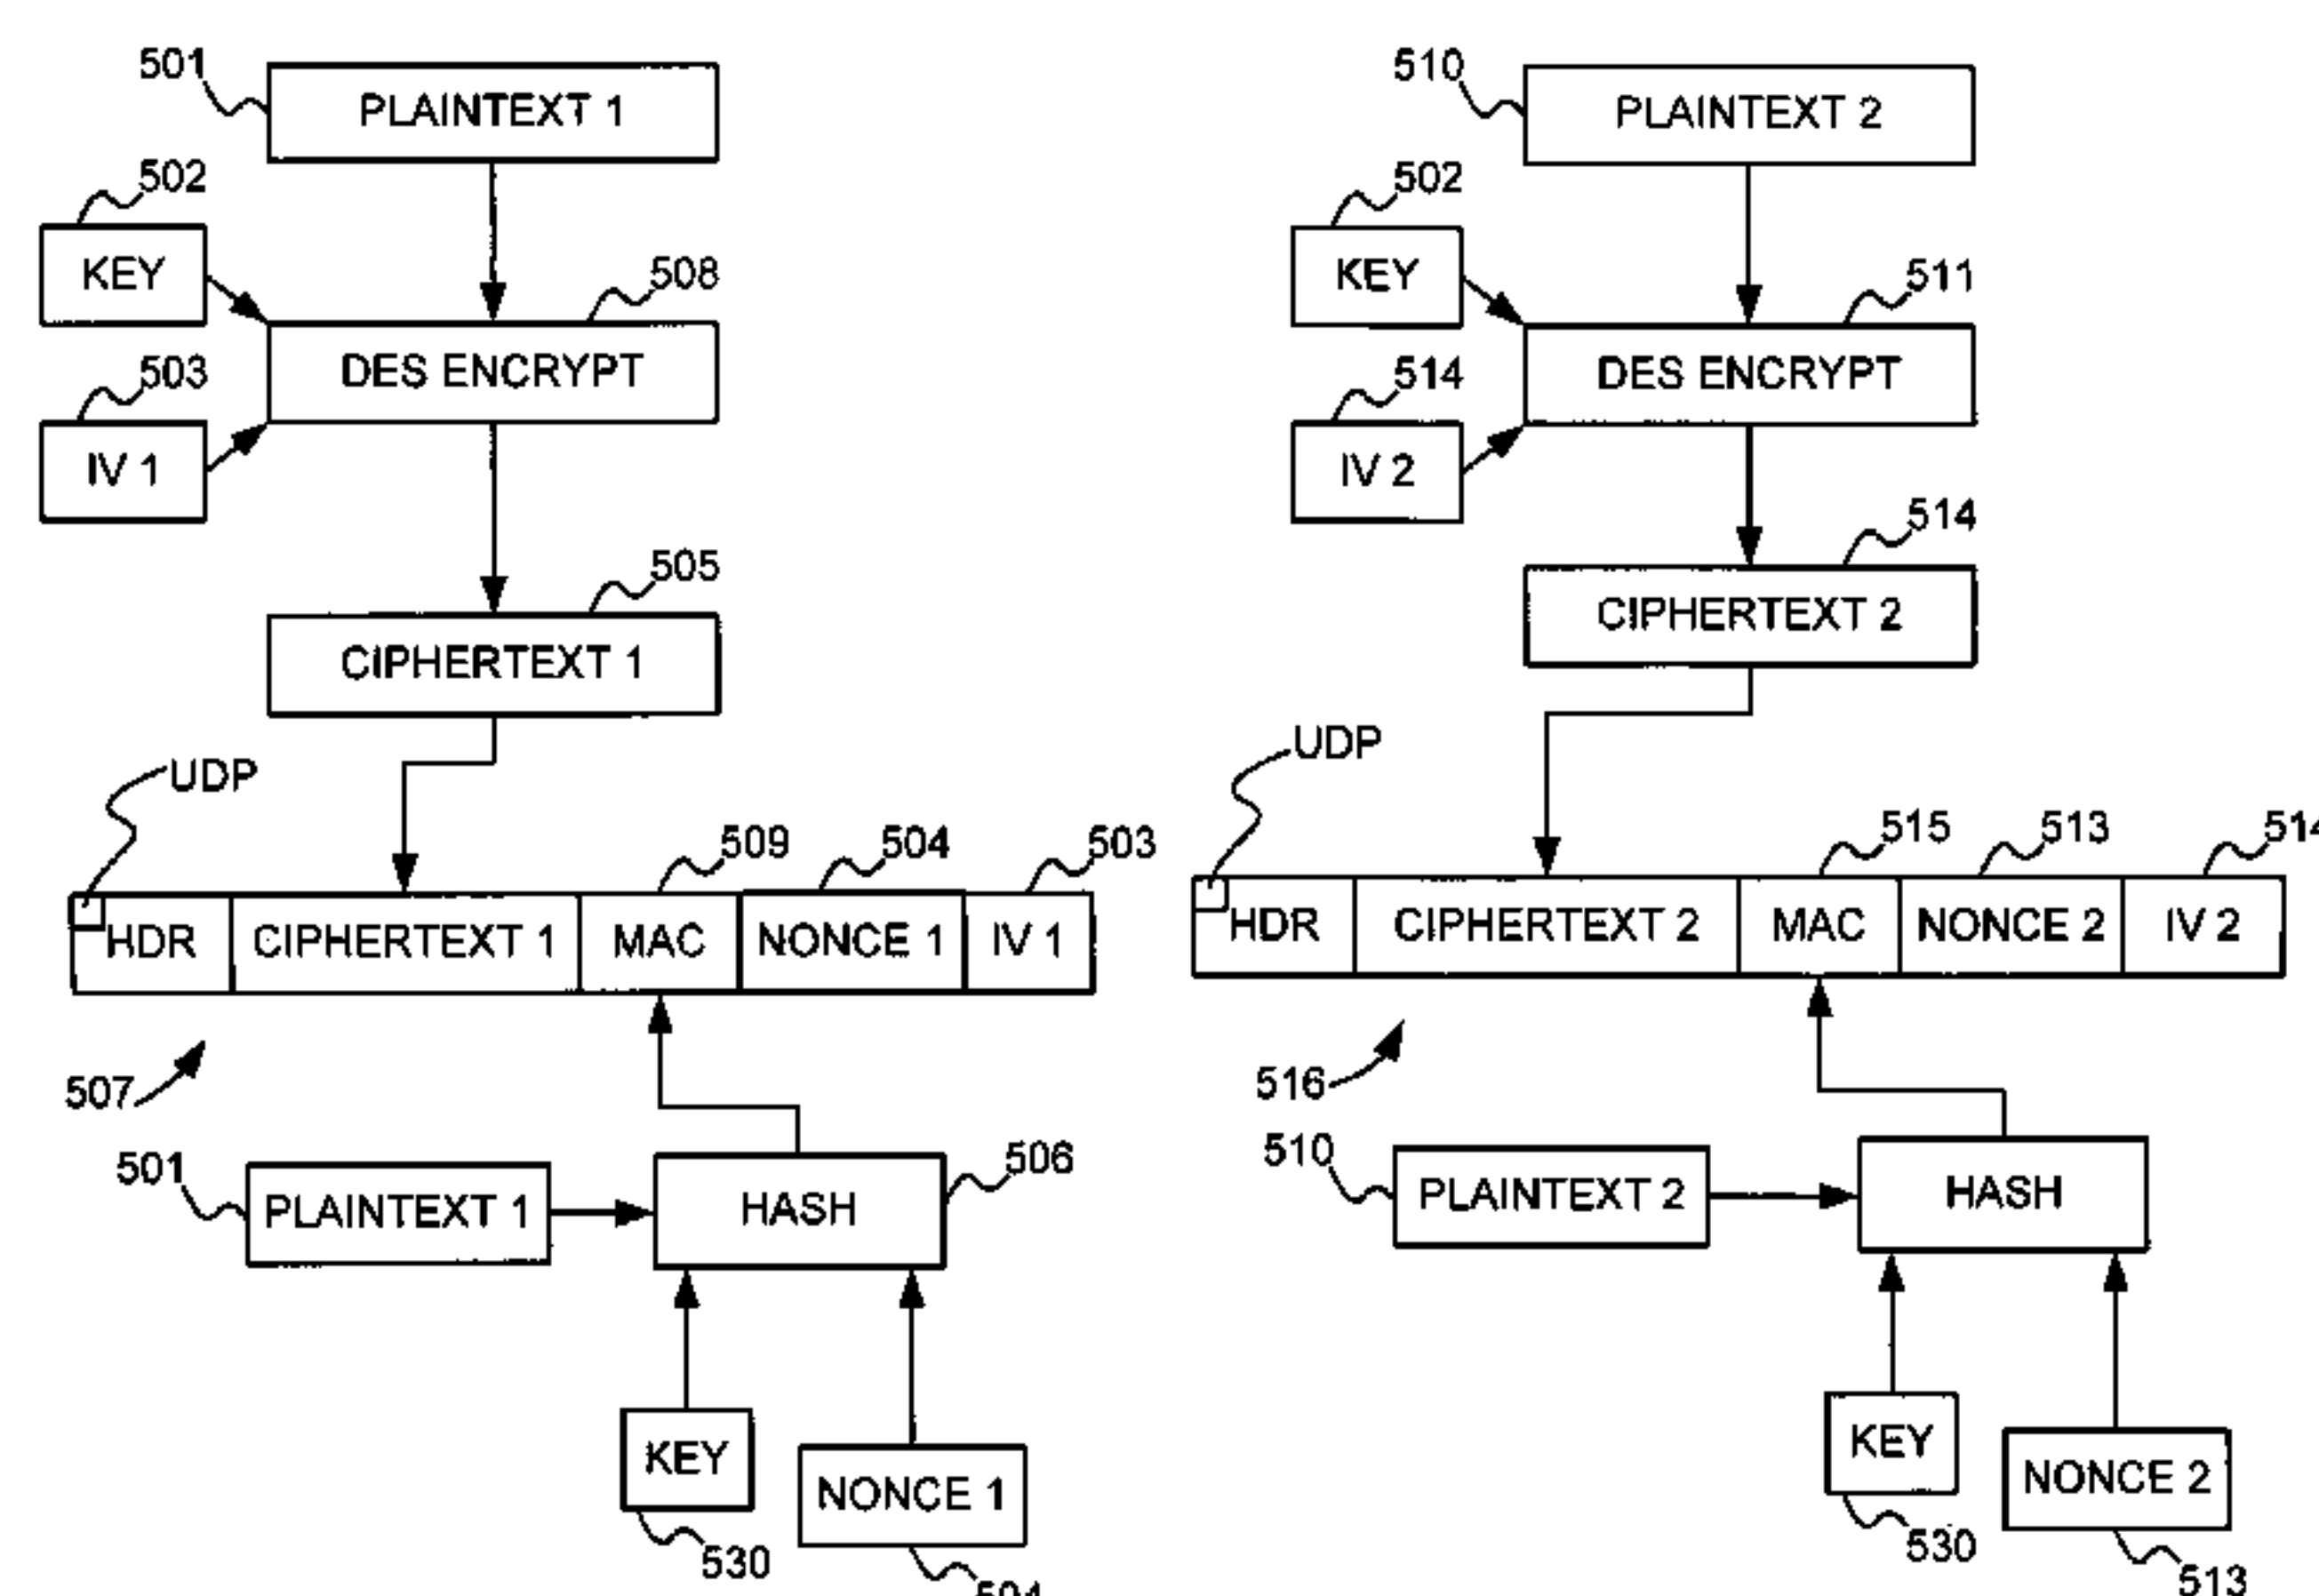 501
PLAINTEXT 1
502
KEY
508
DES ENCRYPT
503
IV 1
505
CIPHERTEXT 1
UDP
509
504
503
HDR
CIPHERTEXT 1
MAC
NONCE 1
IV 1
507
501
PLAINTEXT 1
HASH
506
KEY
530
NONCE 1
504
510
PLAINTEXT 2
502
KEY
511
DES ENCRYPT
514
IV 2
514
CIPHERTEXT 2
UDP
515
513
514
HDR
CIPHERTEXT 2
MAC
NONCE 2
IV 2
516
510
PLAINTEXT 2
HASH
KEY
530
NONCE 2
513